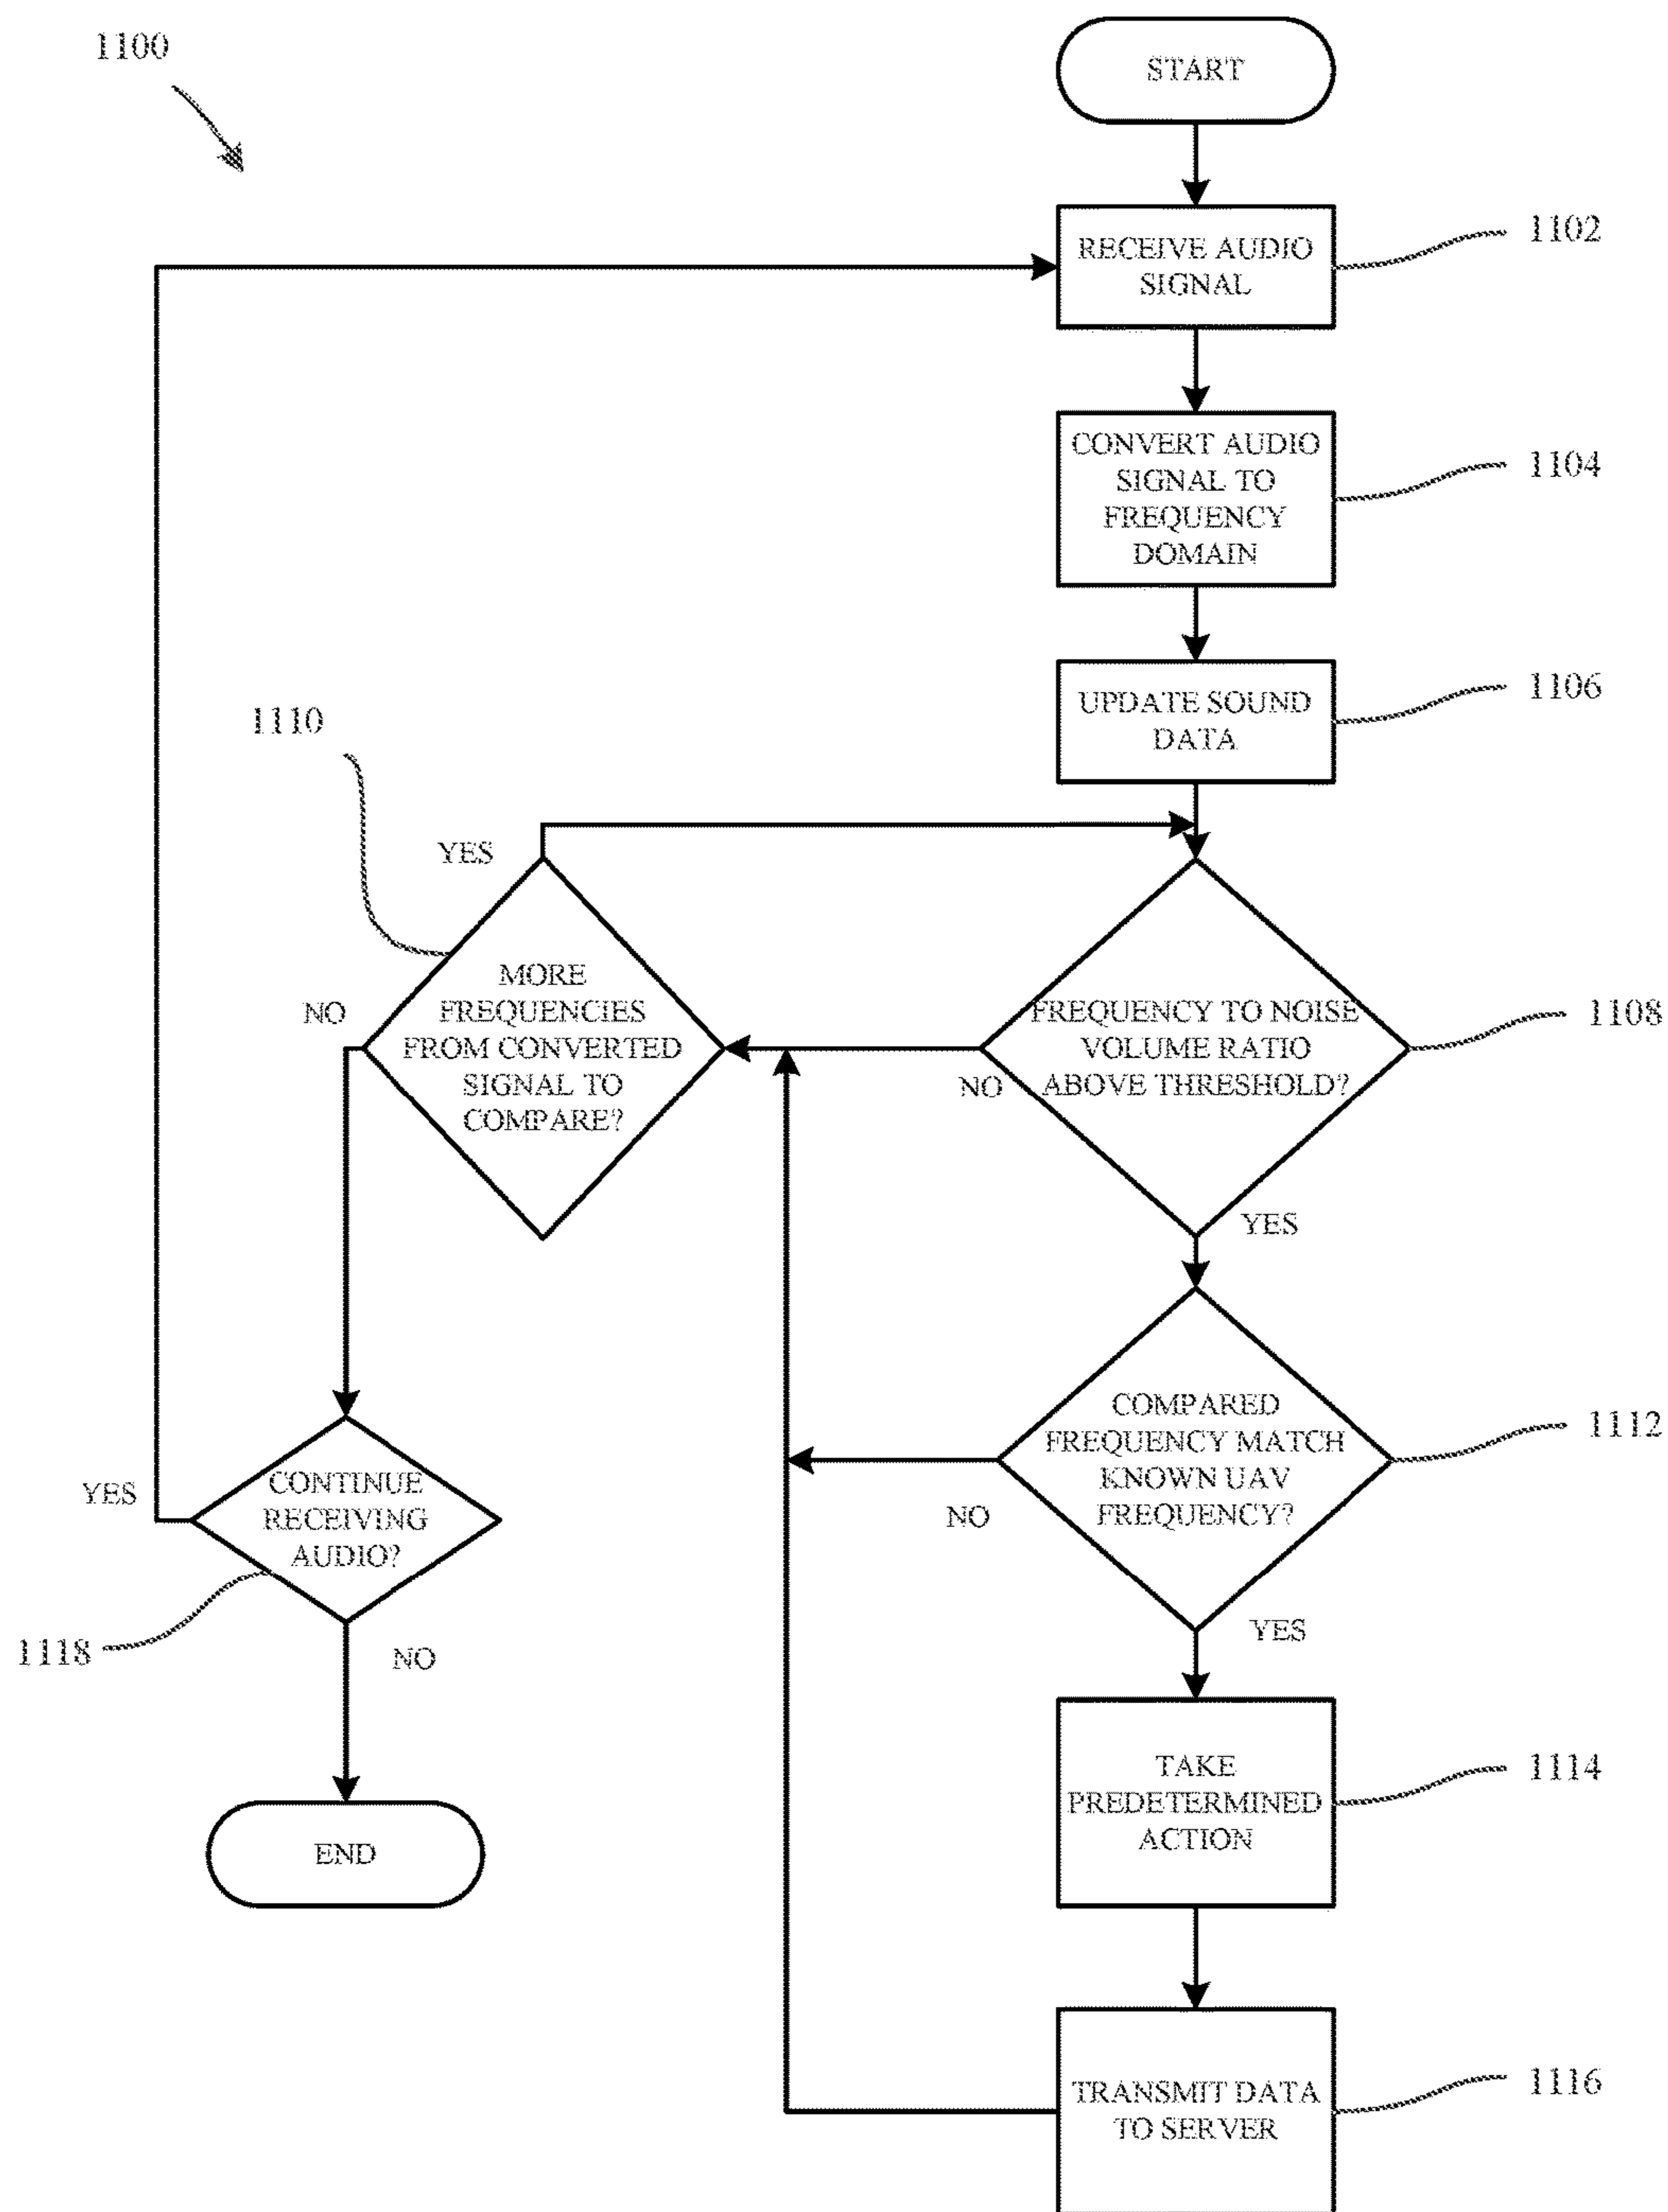 1100
START
RECEIVE AUDIO
SIGNAL
1102
CONVERT AUDIO
SIGNAL TO
FREQUENCY
DOMAIN
1104
UPDATE SOUND
DATA
1106
1110
YES
MORE
FREQUENCIES
FROM CONVERTED
SIGNAL TO
COMPARE?
NO
FREQUENCY TO NOISE
VOLUME RATIO
ABOVE THRESHOLD?
1108
NO
YES
COMPARED
FREQUENCY MATCH
KNOWN UAV
FREQUENCY?
1112
NO
YES
CONTINUE
RECEIVING
AUDIO?
YES
1118
NO
TAKE
PREDETERMINED
ACTION
1114
END
TRANSMIT DATA
TO SERVER
1116